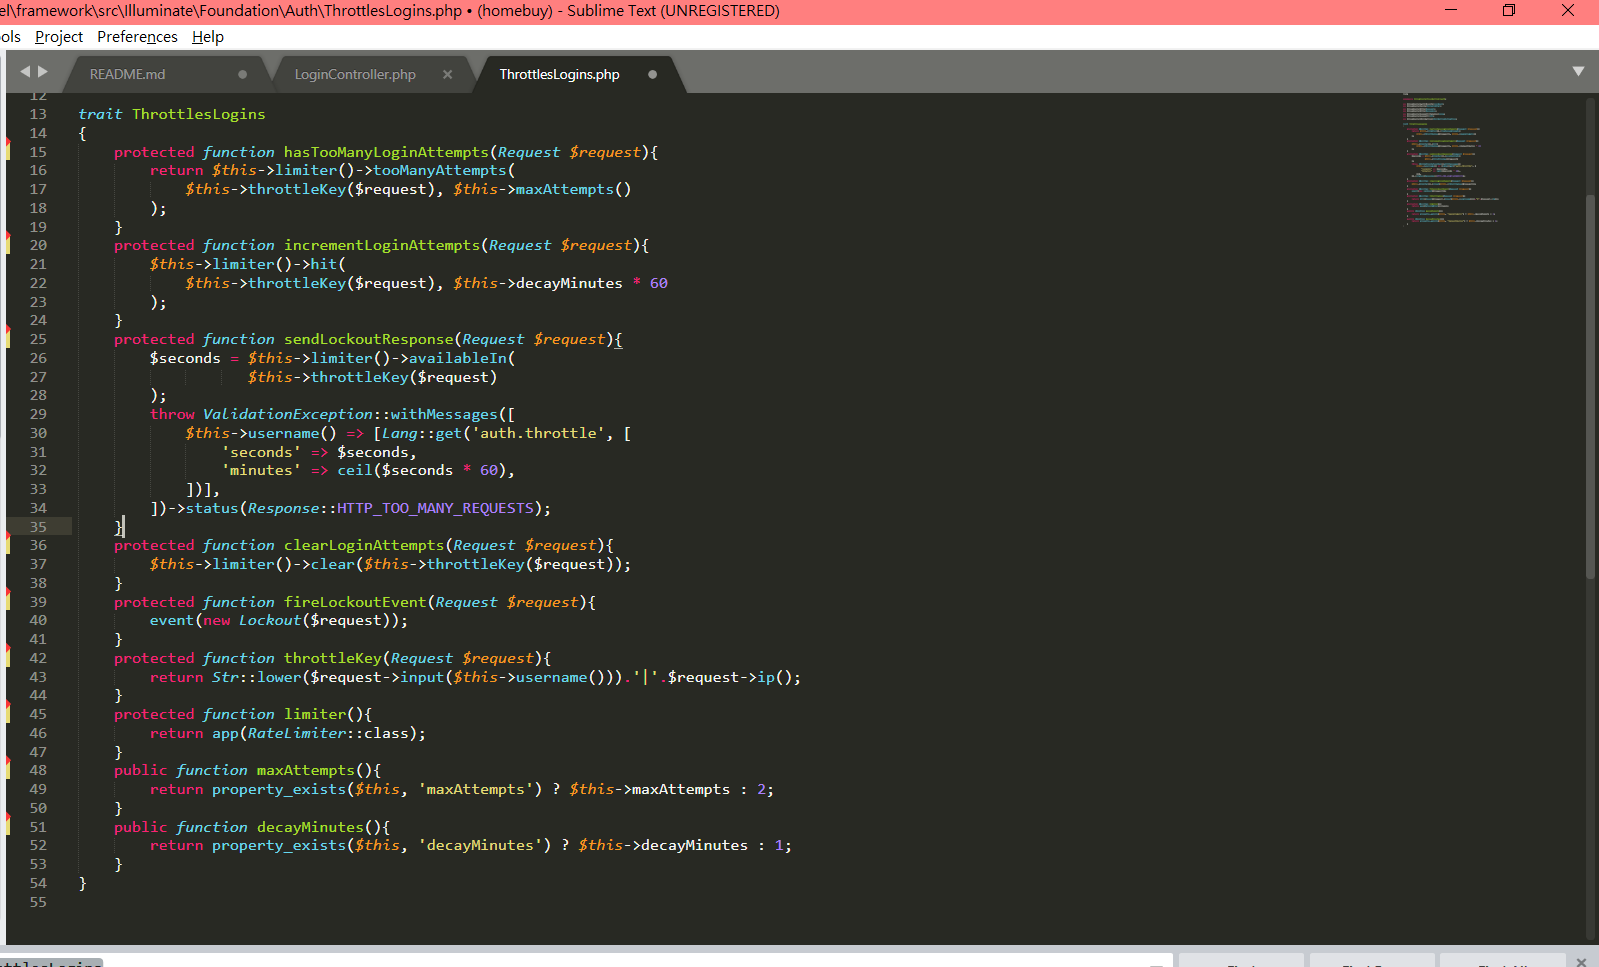 el\framework\src\Illuminate\Foundation\Auth\ThrottlesLogins.php • (homebuy) - Sublime Text (UNREGISTERED)
ols Project Preferences Help
README.md LoginController.php ThrottlesLogins.php
12
13 trait ThrottlesLogins
14 {
15 protected function hasTooManyLoginAttempts(Request $request){
16 return $this->limiter()->tooManyAttempts(
17 $this->throttleKey($request), $this->maxAttempts()
18 );
19 }
20 protected function incrementLoginAttempts(Request $request){
21 $this->limiter()->hit(
22 $this->throttleKey($request), $this->decayMinutes * 60
23 );
24 }
25 protected function sendLockoutResponse(Request $request){
26 $seconds = $this->limiter()->availableIn(
27 $this->throttleKey($request)
28 );
29 throw ValidationException::withMessages([
30 $this->username() => [Lang::get('auth.throttle', [
31 'seconds' => $seconds,
32 'minutes' => ceil($seconds * 60),
33 ])],
34 ])->status(Response::HTTP_TOO_MANY_REQUESTS);
35 }
36 protected function clearLoginAttempts(Request $request){
37 $this->limiter()->clear($this->throttleKey($request));
38 }
39 protected function fireLockoutEvent(Request $request){
40 event(new Lockout($request));
41 }
42 protected function throttleKey(Request $request){
43 return Str::lower($request->input($this->username())).'|'.$request->ip();
44 }
45 protected function limiter(){
46 return app(RateLimiter::class);
47 }
48 public function maxAttempts(){
49 return property_exists($this, 'maxAttempts') ? $this->maxAttempts : 2;
50 }
51 public function decayMinutes(){
52 return property_exists($this, 'decayMinutes') ? $this->decayMinutes : 1;
53 }
54 }
55